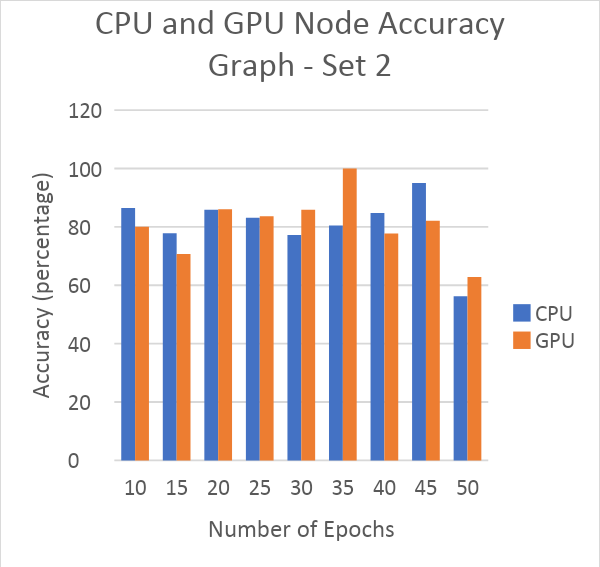 CPU and GPU Node Accuracy
Graph - Set 2
120
100
80
60
40
20
0
Accuracy (percentage)
10 15 20 25 30 35 40 45 50
Number of Epochs
CPU
GPU